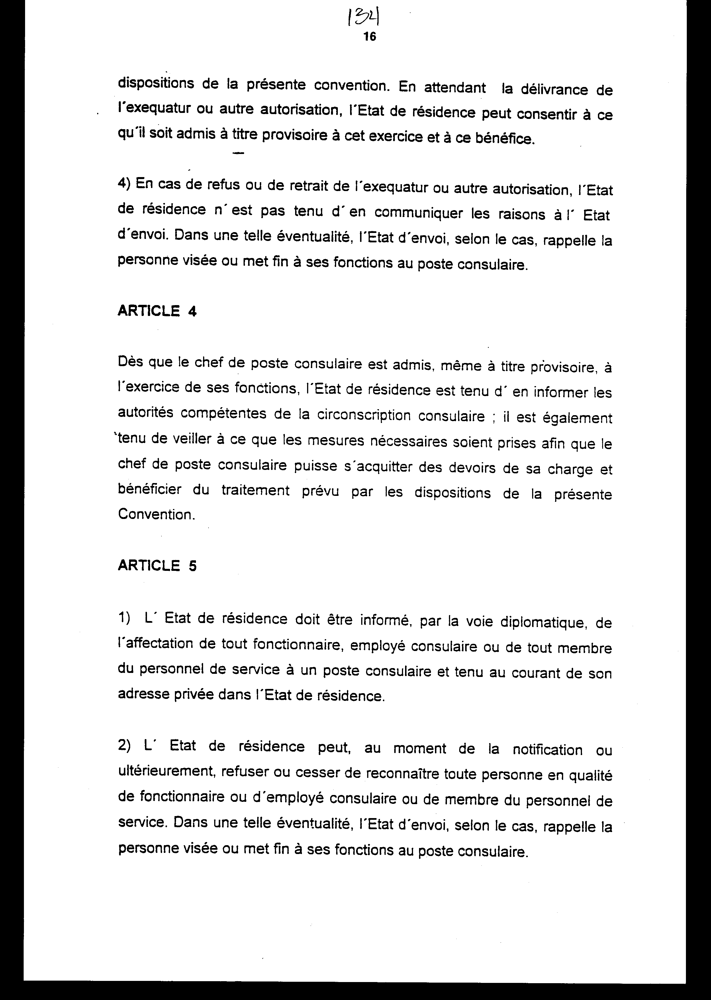 134
16
dispositions de la présente convention. En attendant la délivrance de
l´exequatur ou autre autorisation, l´Etat de résidence peut consentir à ce
qu´il soit admis à titre provisoire à cet exercice et à ce bénéfice.
4) En cas de refus ou de retrait de l´exequatur ou autre autorisation, l´Etat
de résidence n´ est pas tenu d´ en communiquer les raisons à l´ Etat
d´envoi. Dans une telle éventualité, l´Etat d´envoi, selon le cas, rappelle la
personne visée ou met fin à ses fonctions au poste consulaire.
ARTICLE 4
Dès que le chef de poste consulaire est admis, même à titre provisoire, à
l´exercice de ses fonctions, l´Etat de résidence est tenu d´ en informer les
autorités compétentes de la circonscription consulaire ; il est également
tenu de veiller à ce que les mesures nécessaires soient prises afin que le
chef de poste consulaire puisse s´acquitter des devoirs de sa charge et
bénéficier du traitement prévu par les dispositions de la présente
Convention.
ARTICLE 5
1) L´ Etat de résidence doit être informé, par la voie diplomatique, de
l´affectation de tout fonctionnaire, employé consulaire ou de tout membre
du personnel de service à un poste consulaire et tenu au courant de son
adresse privée dans l´Etat de résidence.
2) L´ Etat de résidence peut, au moment de la notification ou
ultérieurement, refuser ou cesser de reconnaître toute personne en qualité
de fonctionnaire ou d´employé consulaire ou de membre du personnel de
service. Dans une telle éventualité, l´Etat d´envoi, selon le cas, rappelle la
personne visée ou met fin à ses fonctions au poste consulaire.